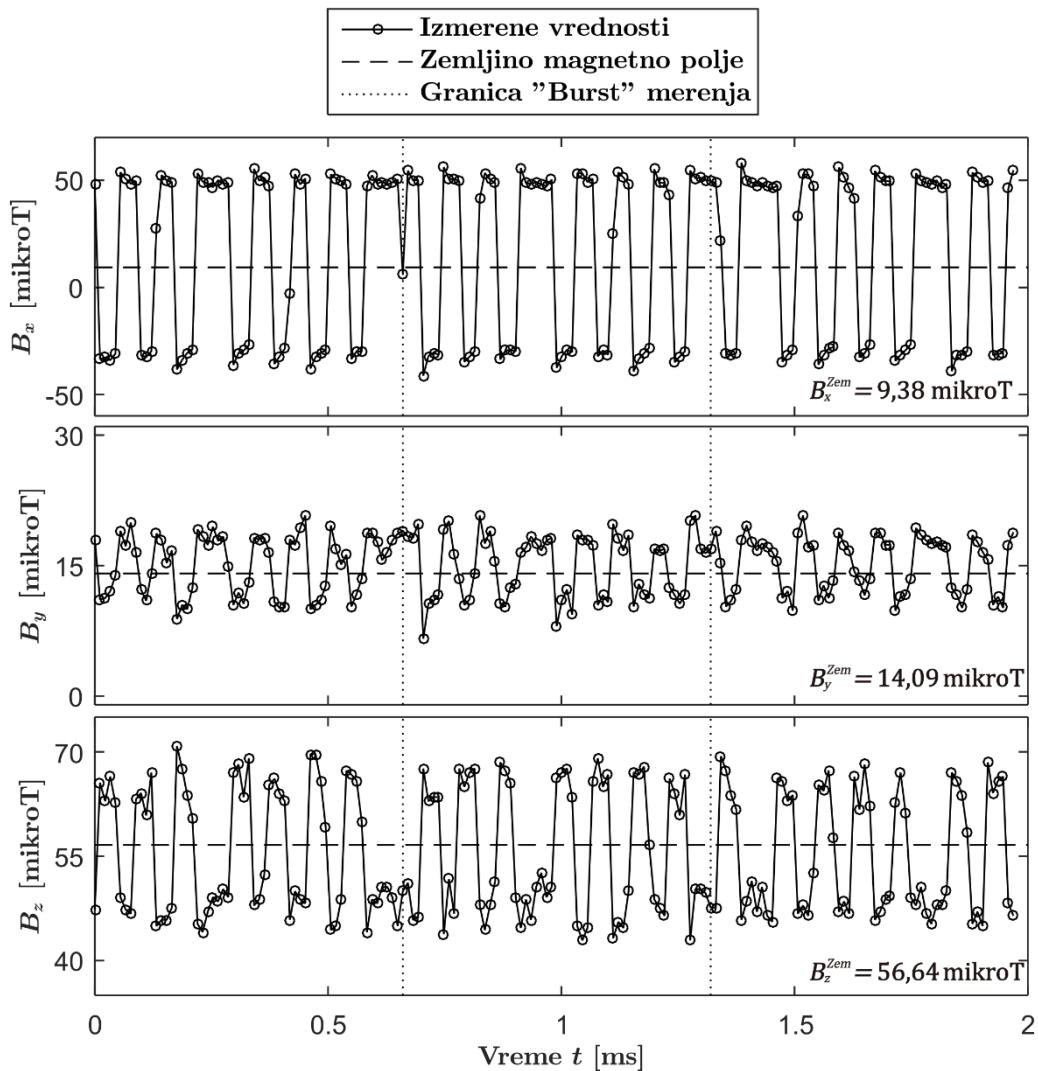 Izmerene vrednosti
Zemljino magnetno polje
Granica "Burst" merenja
50
0
-50
B_x [mikroT]
B_x^Zem = 9,38 mikroT
30
15
0
B_y [mikroT]
B_y^Zem = 14,09 mikroT
70
55
40
B_z [mikroT]
B_z^Zem = 56,64 mikroT
0 0.5 1 1.5 2
Vreme t [ms]